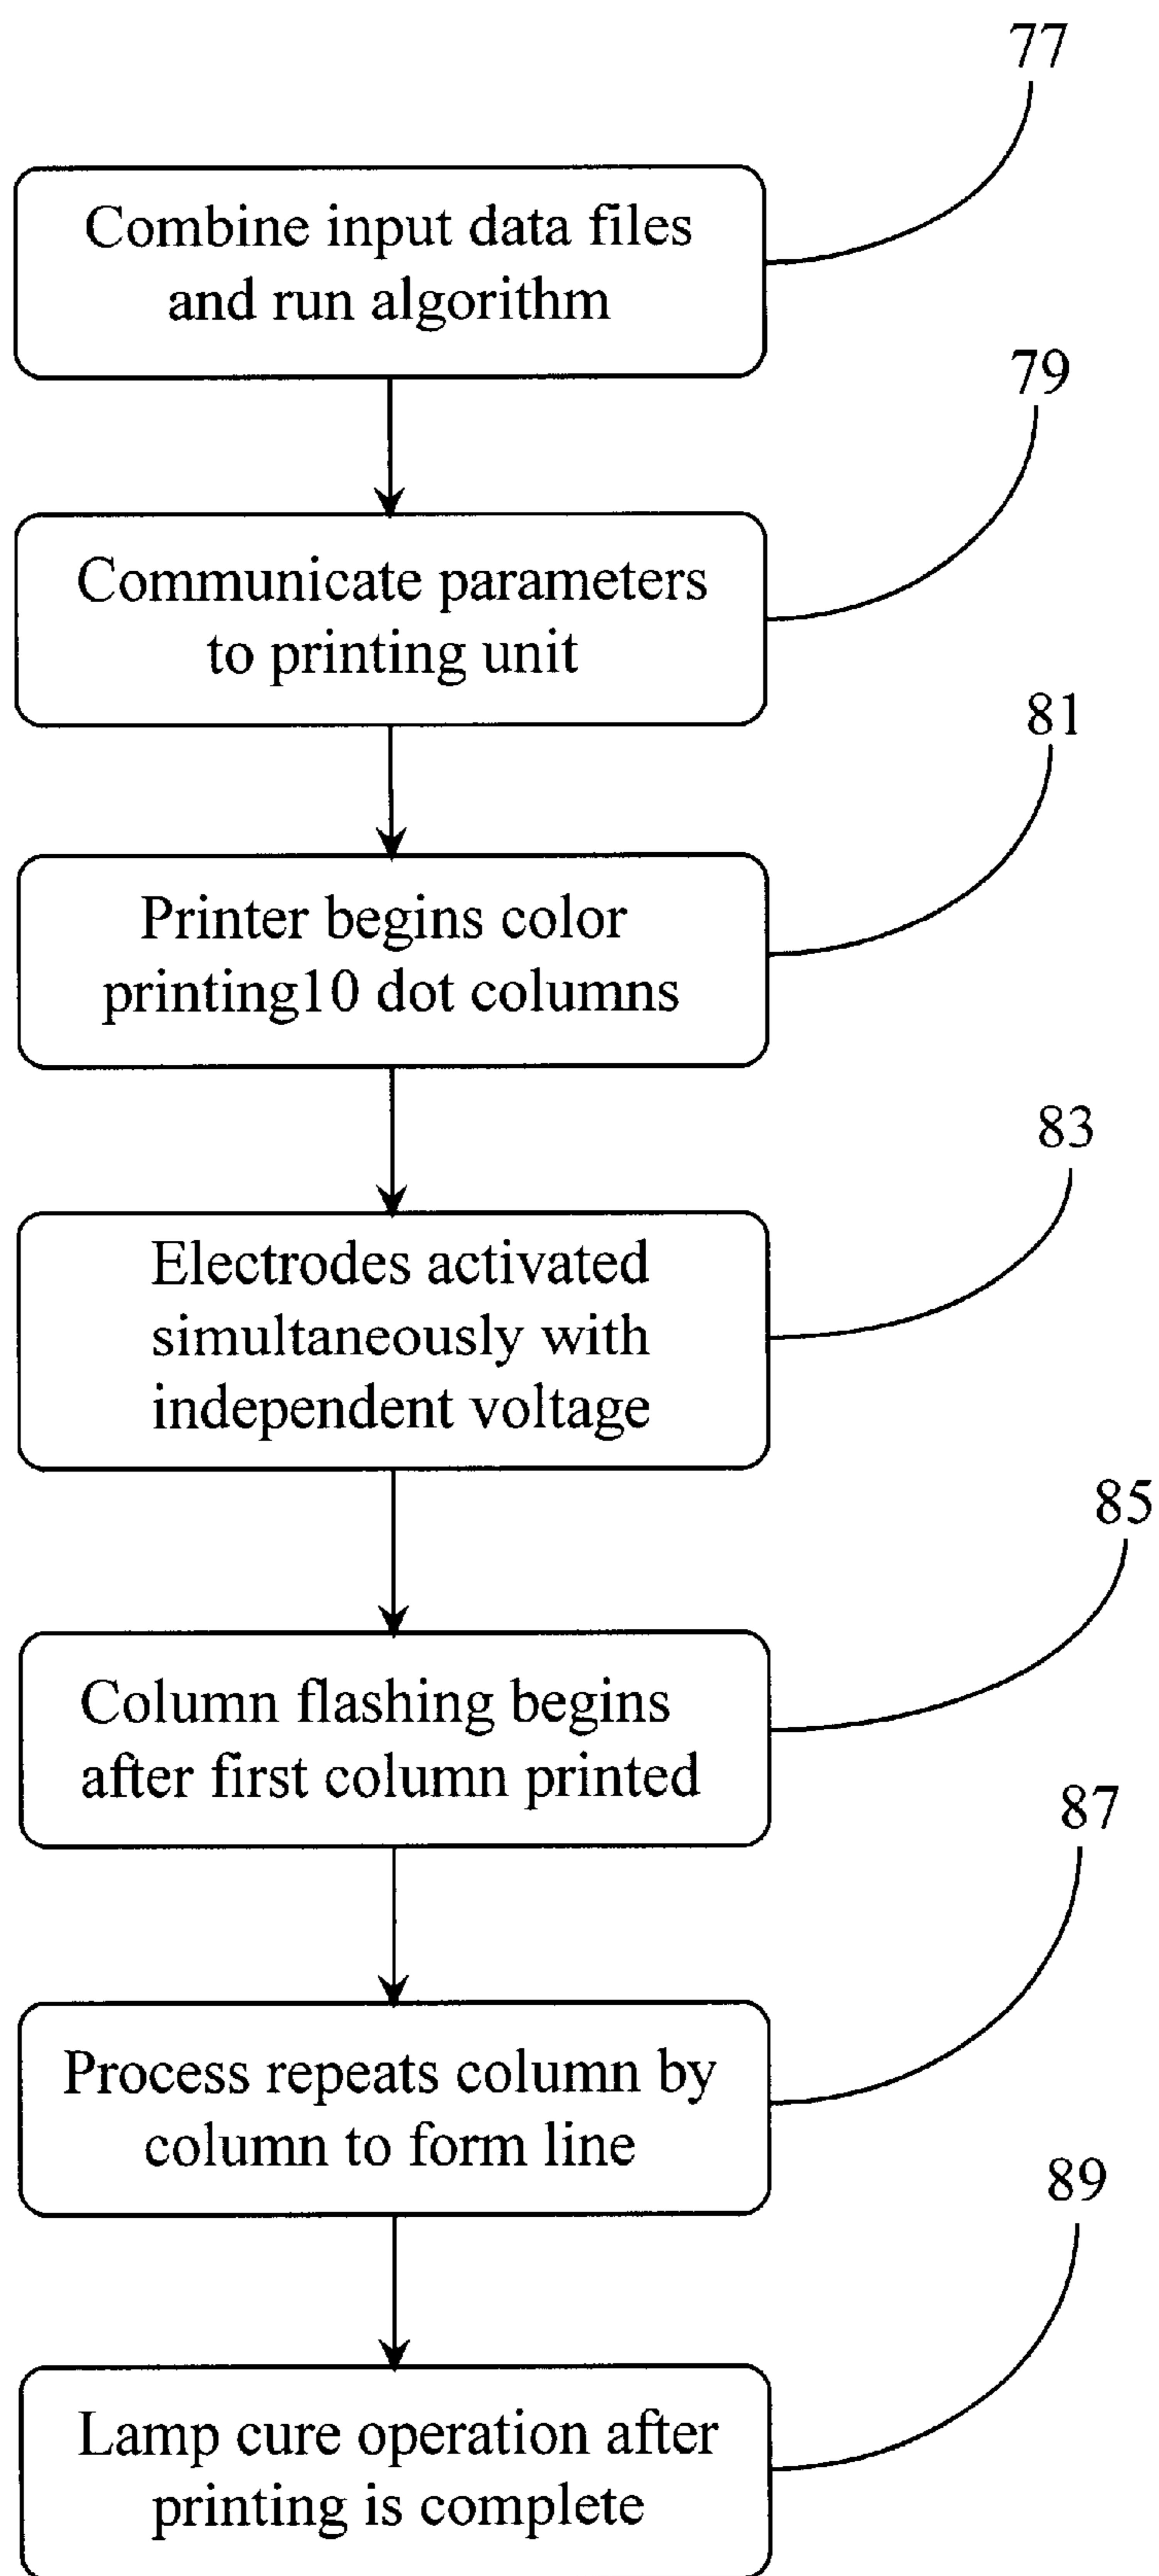 77
Combine input data files
and run algorithm
79
Communicate parameters
to printing unit
81
Printer begins color
printing10 dot columns
83
Electrodes activated
simultaneously with
independent voltage
85
Column flashing begins
after first column printed
87
Process repeats column by
column to form line
89
Lamp cure operation after
printing is complete